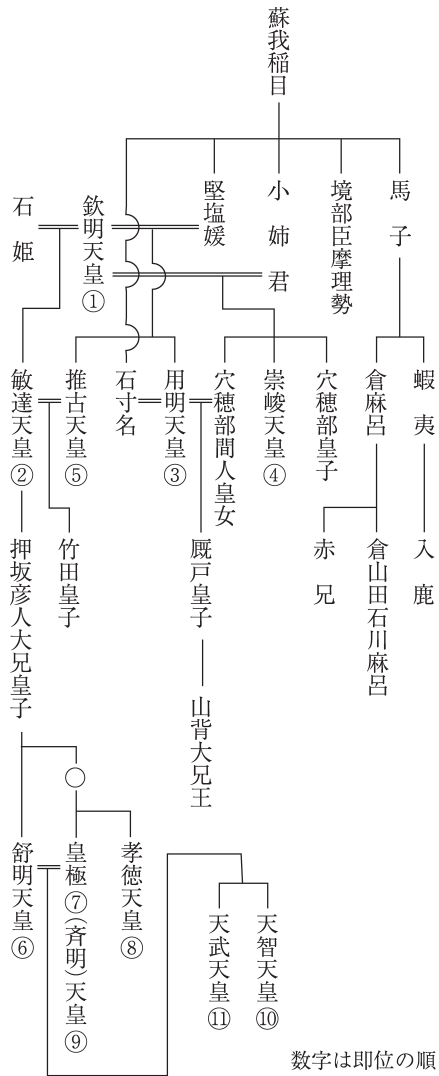 蘇我稲目
馬子
境部臣摩理勢
小姉君
堅塩媛
欽明天皇①
石姫
蝦夷
倉麻呂
穴穂部皇子
崇峻天皇④
穴穂部間人皇女
用明天皇③
石寸名
推古天皇⑤
敏達天皇②
入鹿
倉山田石川麻呂
赤兄
厩戸皇子
竹田皇子
押坂彦人大兄皇子
山背大兄王
孝徳天皇⑧
皇極⑦(斉明)天皇⑨
舒明天皇⑥
天智天皇⑩
天武天皇⑪
数字は即位の順